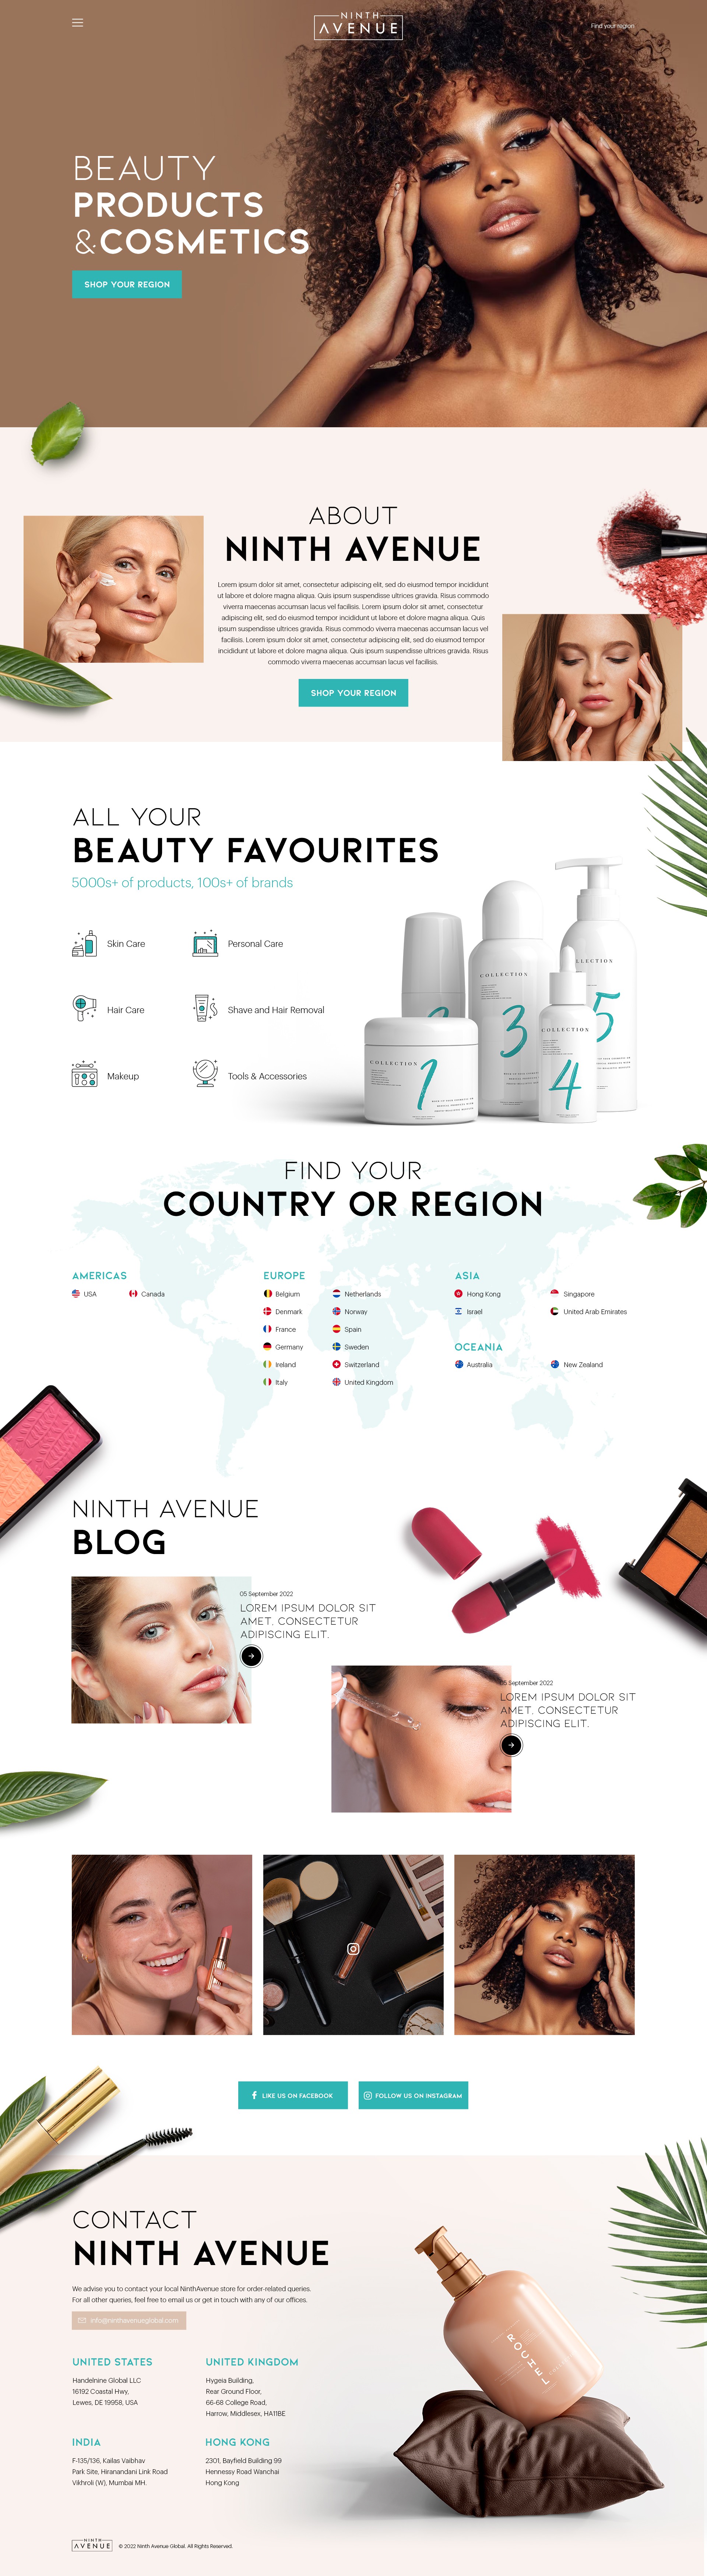 NINTH
AVENUE
Find your region
BEAUTY
PRODUCTS
&COSMETICS
SHOP YOUR REGION
ABOUT
NINTH AVENUE
Lorem ipsum dolor sit amet, consectetur adipiscing elit, sed do eiusmod tempor incididunt
ut labore et dolore magna aliqua. Quis ipsum suspendisse ultrices gravida. Risus commodo
viverra maecenas accumsan lacus vel facilisis. Lorem ipsum dolor sit amet, consectetur
adipiscing elit, sed do eiusmod tempor incididunt ut labore et dolore magna aliqua. Quis
ipsum suspendisse ultrices gravida. Risus commodo viverra maecenas accumsan lacus vel
facilisis. Lorem ipsum dolor sit amet, consectetur adipiscing elit, sed do eiusmod tempor
incididunt ut labore et dolore magna aliqua. Quis ipsum suspendisse ultrices gravida. Risus
commodo viverra maecenas accumsan lacus vel facilisis.
SHOP YOUR REGION
ALL YOUR
BEAUTY FAVOURITES
5000s+ of products, 100s+ of brands
Skin Care
Personal Care
Hair Care
Shave and Hair Removal
Makeup
Tools & Accessories
COLLECTION
1
COLLECTION
3
COLLECTION
4
5
FIND YOUR
COUNTRY OR REGION
AMERICAS
USA
Canada
EUROPE
Belgium
Netherlands
Denmark
Norway
France
Spain
Germany
Sweden
Ireland
Switzerland
Italy
United Kingdom
ASIA
Hong Kong
Singapore
Israel
United Arab Emirates
OCEANIA
Australia
New Zealand
NINTH AVENUE
BLOG
05 September 2022
LOREM IPSUM DOLOR SIT
AMET, CONSECTETUR
ADIPISCING ELIT.
05 September 2022
LOREM IPSUM DOLOR SIT
AMET, CONSECTETUR
ADIPISCING ELIT.
LIKE US ON FACEBOOK
FOLLOW US ON INSTAGRAM
CONTACT
NINTH AVENUE
We advise you to contact your local NinthAvenue store for order-related queries.
For all other queries, feel free to email us or get in touch with any of our offices.
info@ninthavenueglobal.com
UNITED STATES
Handelnine Global LLC
16192 Coastal Hwy,
Lewes, DE 19958, USA
UNITED KINGDOM
Hygeia Building,
Rear Ground Floor,
66-68 College Road,
Harrow, Middlesex, HA11BE
INDIA
F-135/136, Kailas Vaibhav
Park Site, Hiranandani Link Road
Vikhroli (W), Mumbai MH.
HONG KONG
2301, Bayfield Building 99
Hennessy Road Wanchai
Hong Kong
ROCHEL
NINTH
AVENUE
© 2022 Ninth Avenue Global. All Rights Reserved.